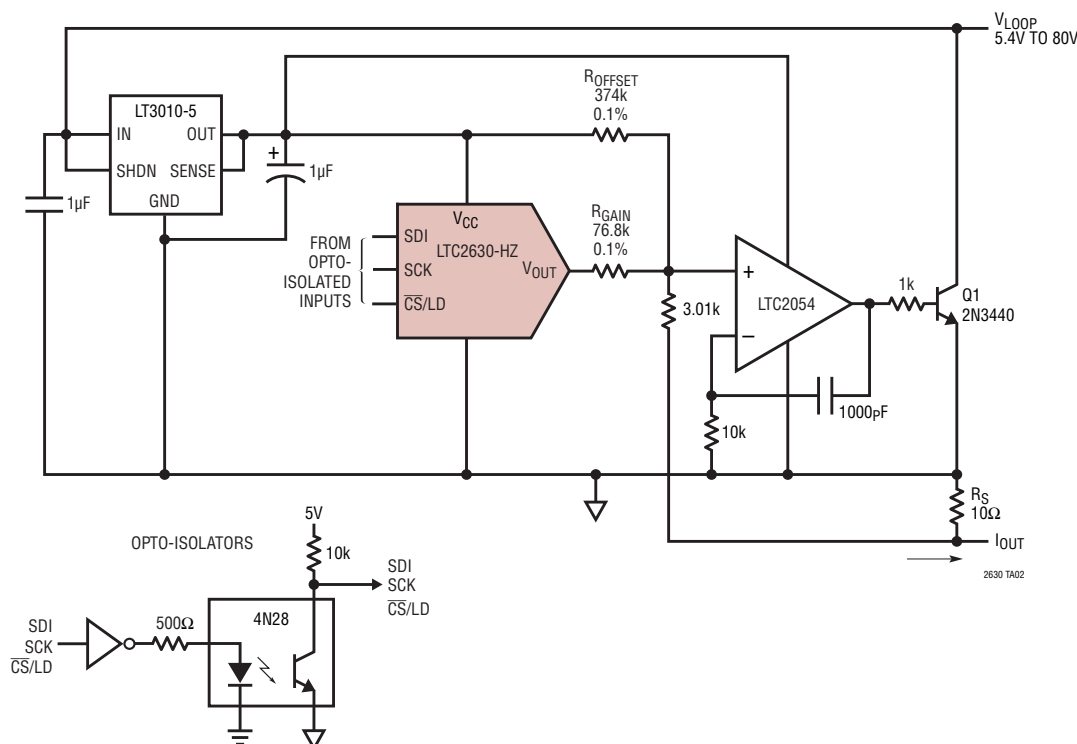 VLOOP
5.4V TO 80V
LT3010-5
IN
OUT
SHDN
SENSE
GND
1µF
+
1µF
ROFFSET
374k
0.1%
FROM
OPTO-
ISOLATED
INPUTS
SDI
SCK
CS/LD
VCC
LTC2630-HZ
VOUT
RGAIN
76.8k
0.1%
3.01k
+
−
LTC2054
1k
Q1
2N3440
1000pF
10k
RS
10Ω
IOUT
2630 TA02
OPTO-ISOLATORS
5V
10k
SDI
SCK
CS/LD
4N28
500Ω
SDI
SCK
CS/LD